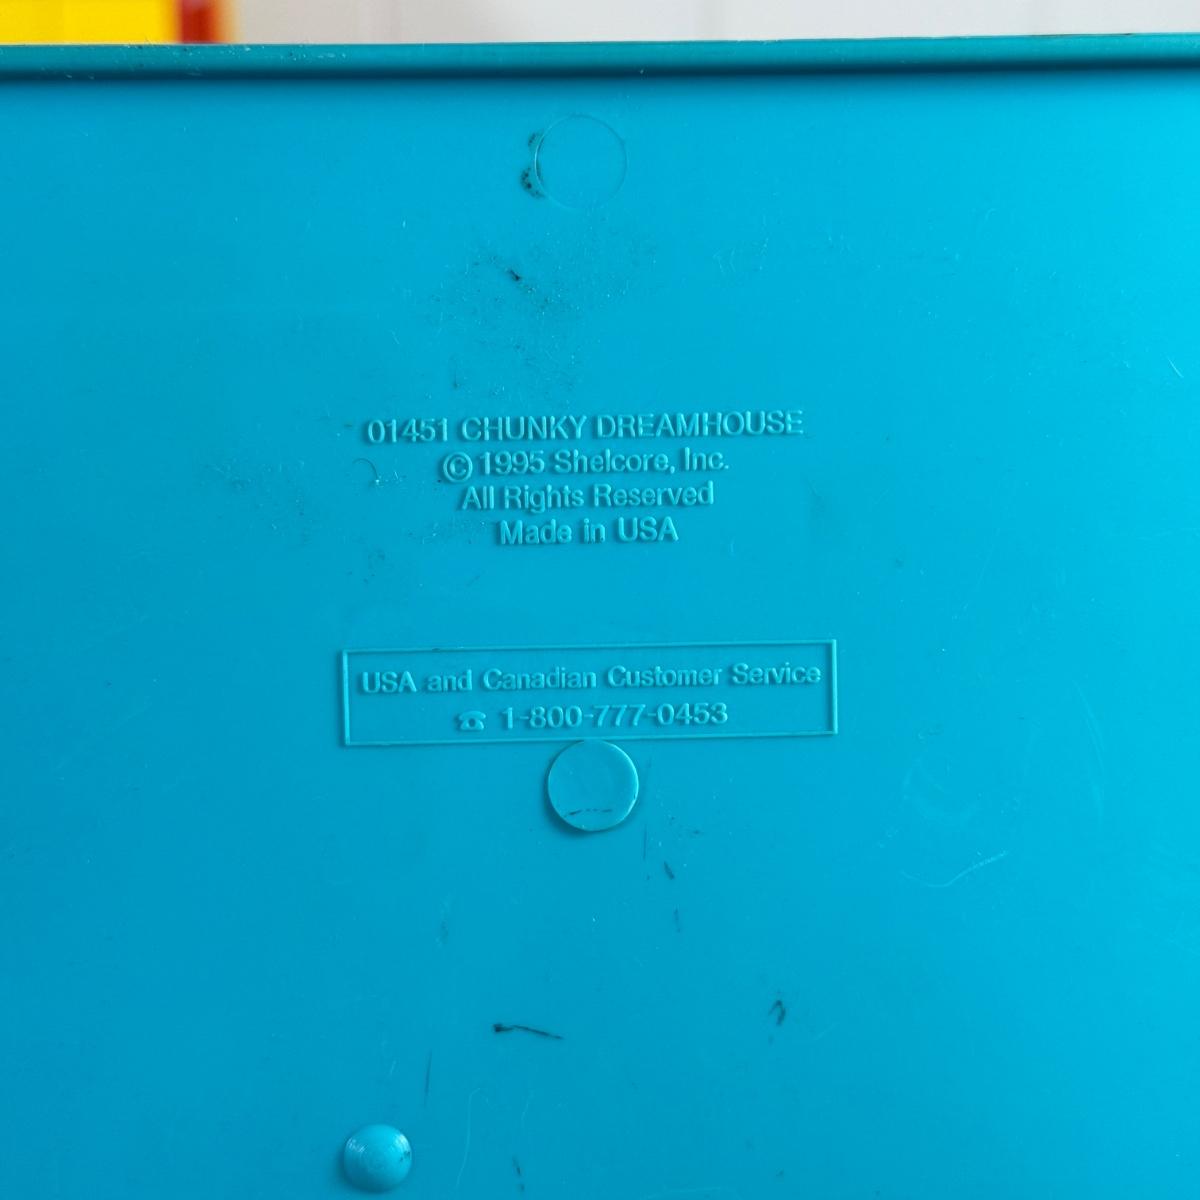 01451 CHUNKY DREAMHOUSE
© 1995 Shelcore, Inc.
All Rights Reserved
Made in USA
USA and Canadian Customer Service
☎ 1-800-777-0453